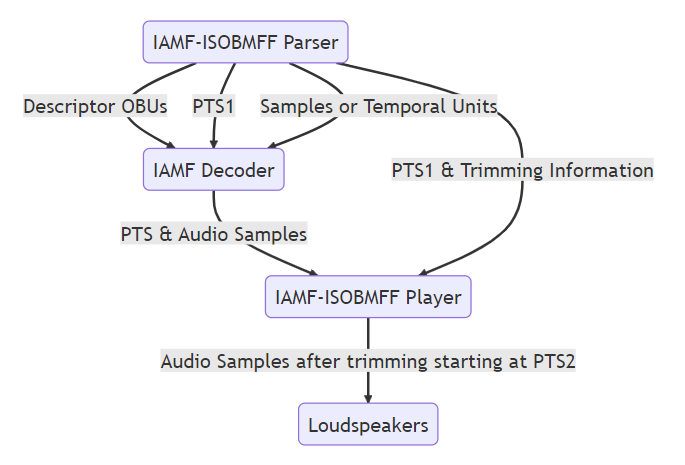 IAMF-ISOBMFF Parser
Descriptor OBUs
PTS1
Samples or Temporal Units
IAMF Decoder
PTS1 & Trimming Information
PTS & Audio Samples
IAMF-ISOBMFF Player
Audio Samples after trimming starting at PTS2
Loudspeakers